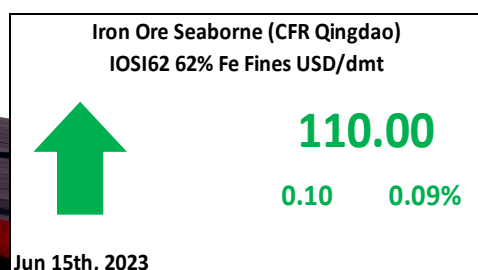 Iron Ore Seaborne (CFR Qingdao)
IOSI62 62% Fe Fines USD/dmt
110.00
0.10 0.09%
Jun 15th, 2023